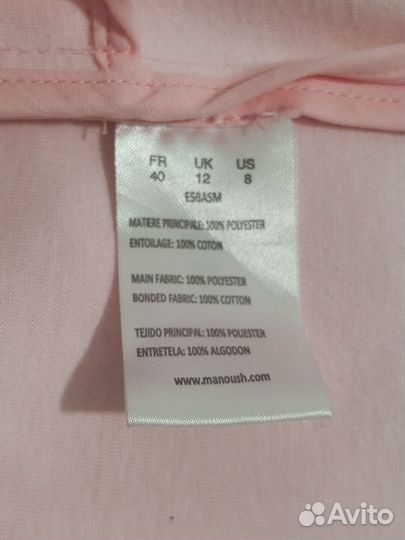 FR UK US
40 12 8
E58ASM
MATIERE PRINCIPALE: 100% POLYESTER
ENTOILAGE: 100% COTON
MAIN FABRIC: 100% POLYESTER
BONDED FABRIC: 100% COTTON
TEJIDO PRINCIPAL: 100% POLIESTER
ENTRETELA: 100% ALGODON
www.manoush.com
Avito